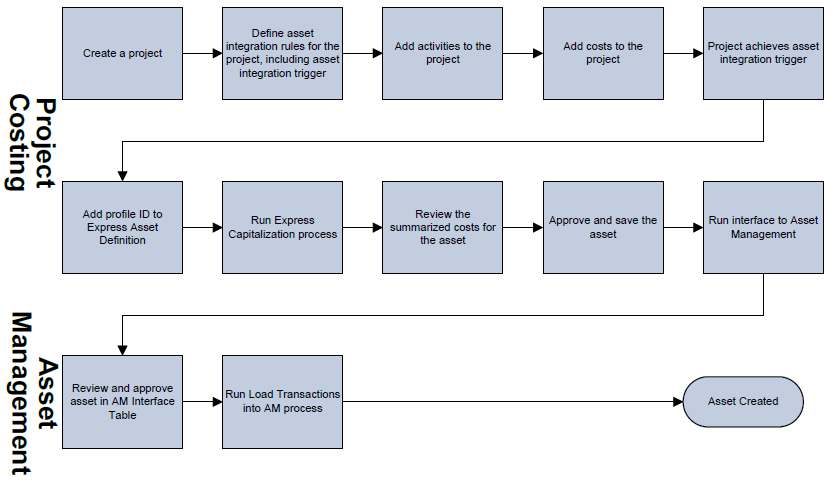 Create a project
Define asset
integration rules for the
project, including asset
integration trigger
Add activities to the
project
Add costs to the
project
Project achieves asset
integration trigger
Project
Costing
Add profile ID to
Express Asset
Definition
Run Express
Capitalization process
Review the
summarized costs for
the asset
Approve and save the
asset
Run interface to Asset
Management
Asset
Management
Review and approve
asset in AM Interface
Table
Run Load Transactions
into AM process
Asset Created